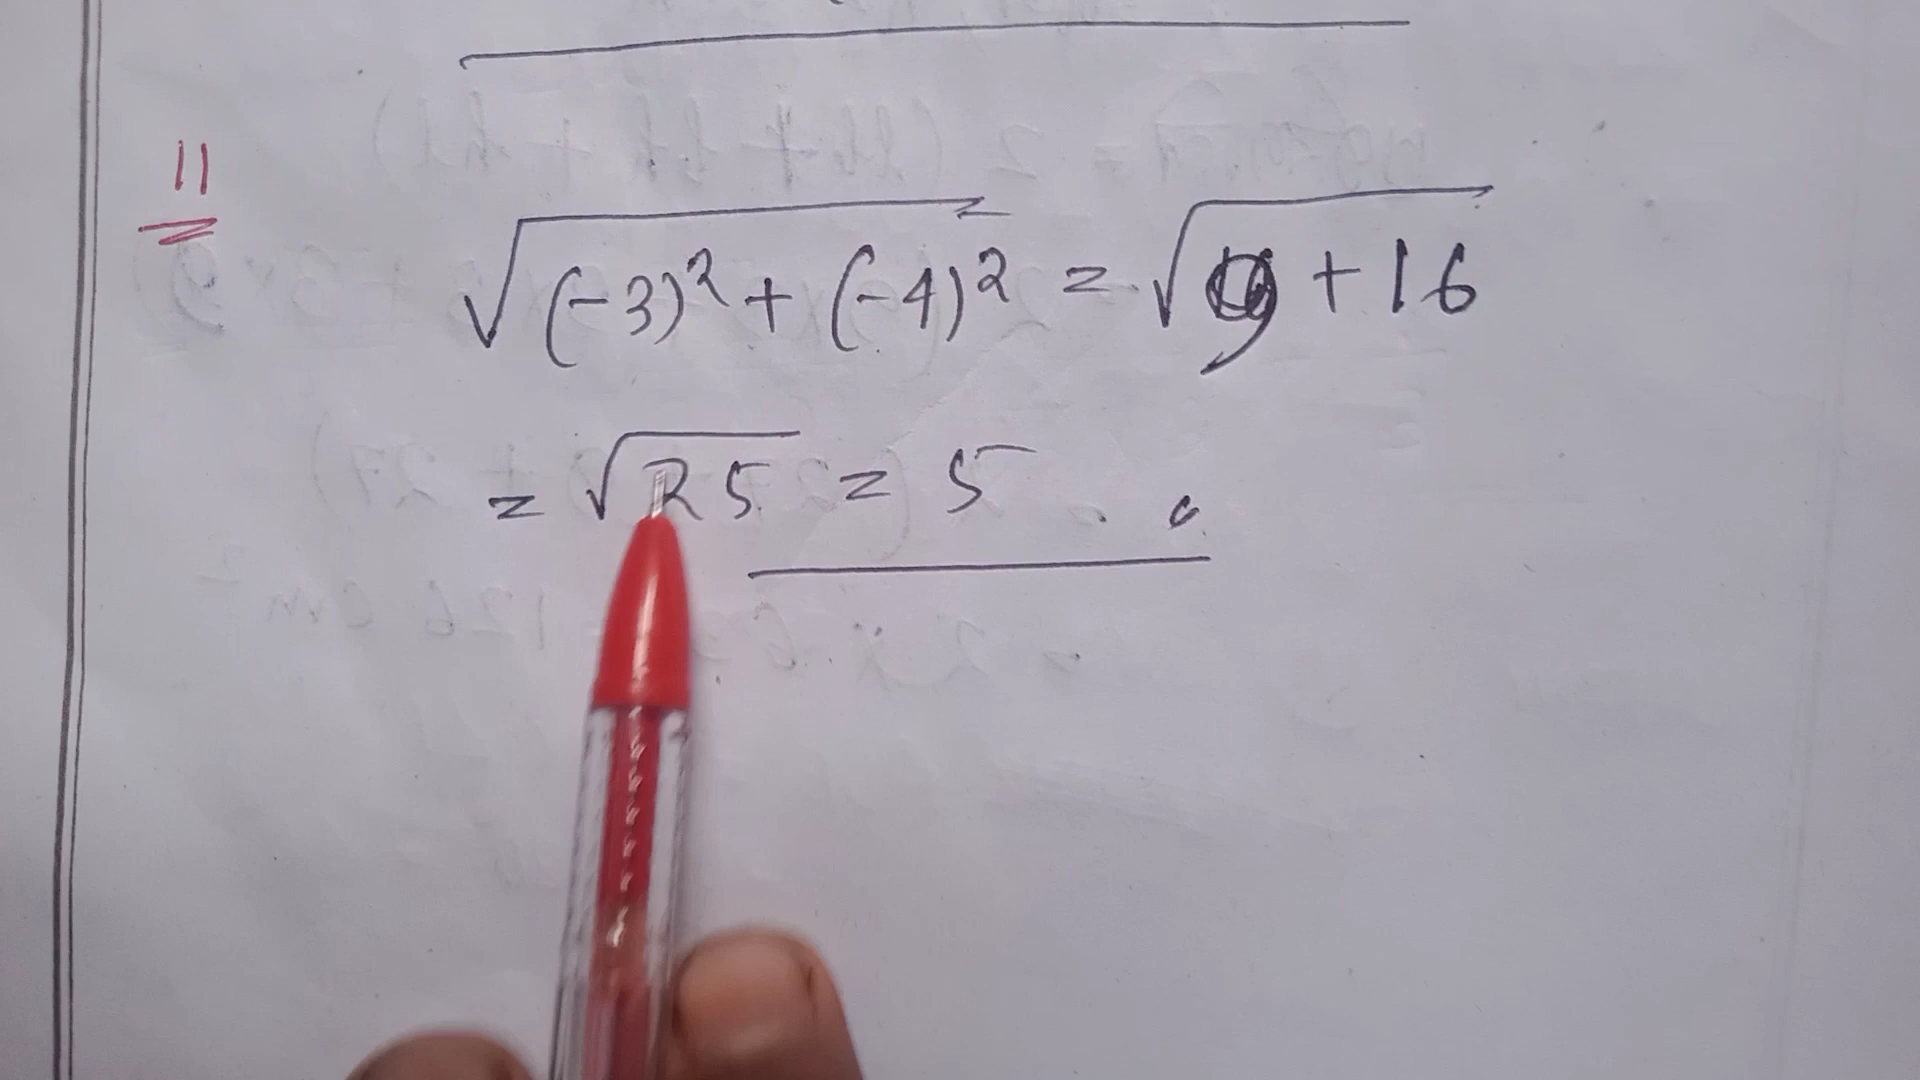 11
√(-3)² + (-4)² = √9 + 16
= √25 = 5